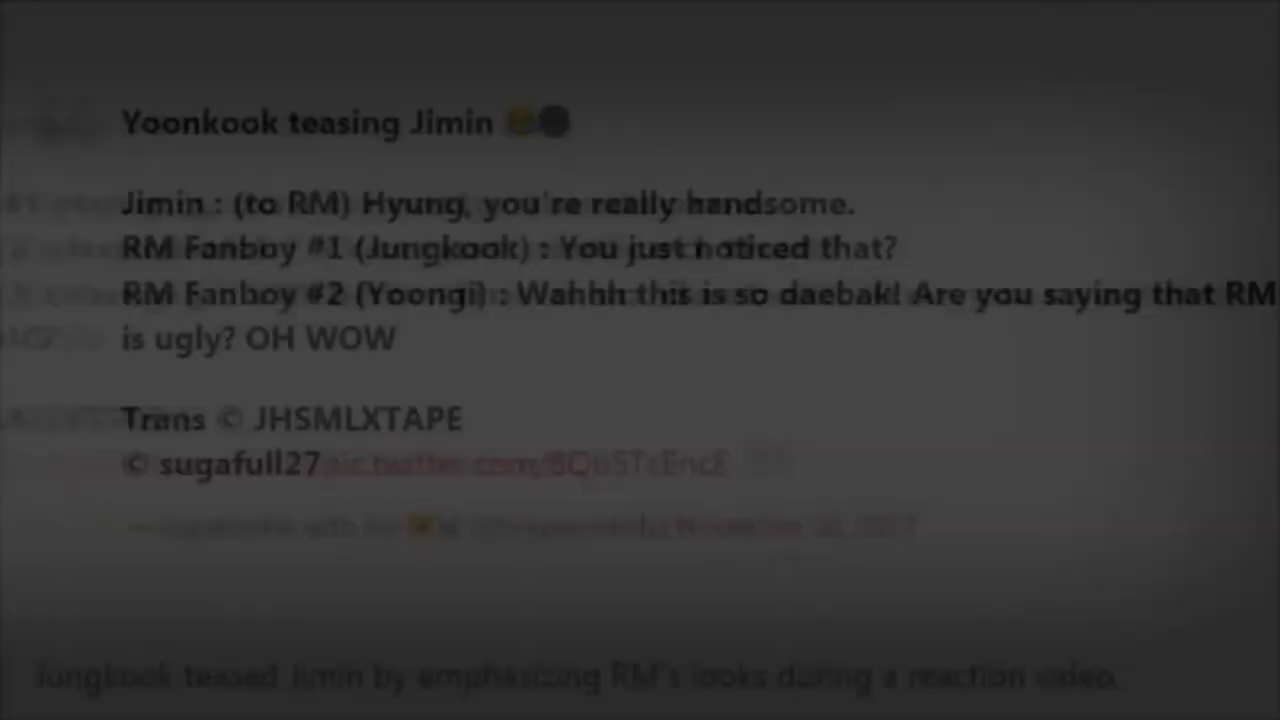 Yoonkook teasing Jimin
Jimin : (to RM) Hyung, you're really handsome.
RM Fanboy #1 (Jungkook) : You just noticed that?
RM Fanboy #2 (Yoongi) : Wahhh this is so daebak! Are you saying that RM
is ugly? OH WOW
Trans © JHSMLXTAPE
© sugafull27
Jungkook teased Jimin by emphasizing RM's looks during a reaction video.